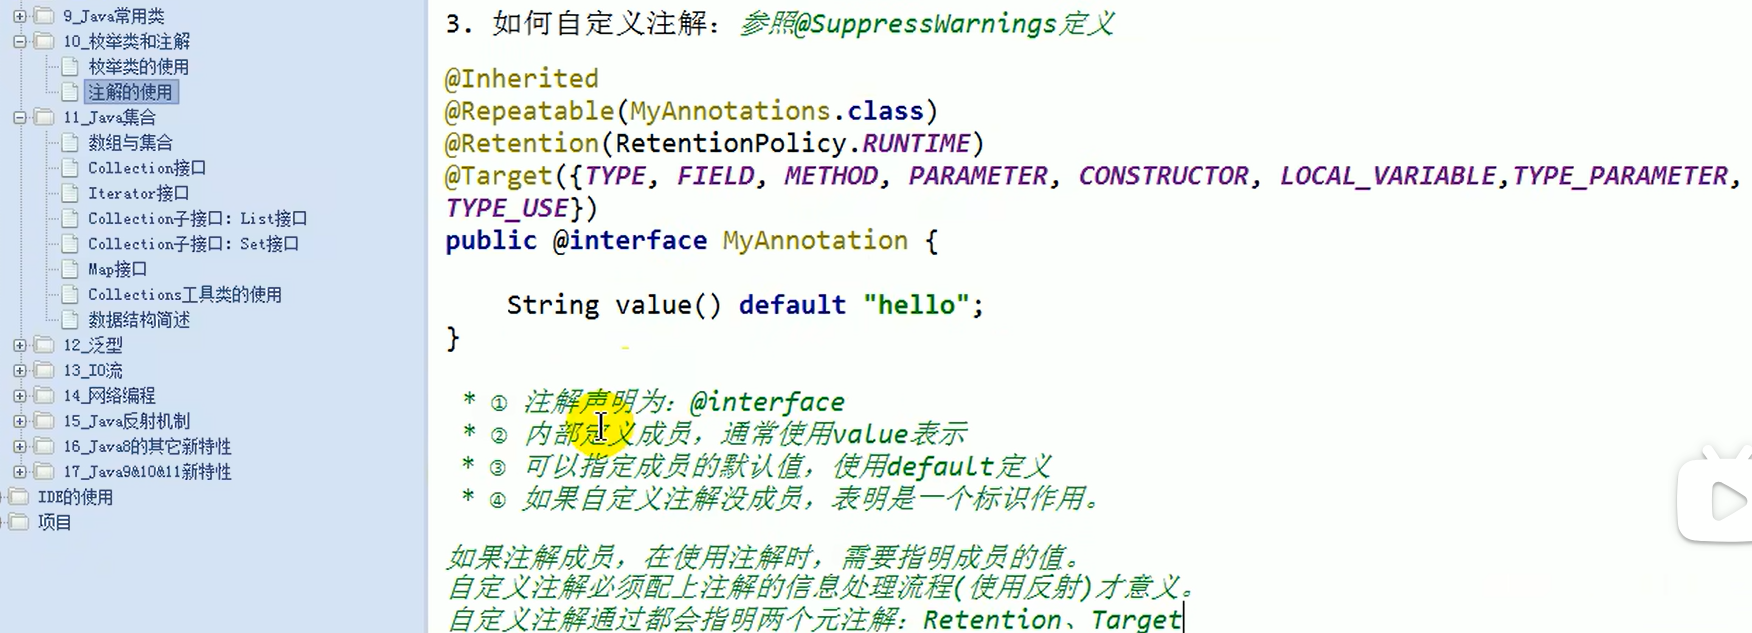 9_Java常用类
10_枚举类和注解
枚举类的使用
注解的使用
11_Java集合
数组与集合
Collection接口
Iterator接口
Collection子接口：List接口
Collection子接口：Set接口
Map接口
Collections工具类的使用
数据结构简述
12_泛型
13_IO流
14_网络编程
15_Java反射机制
16_Java8的其它新特性
17_Java9&10&11新特性
IDE的使用
项目
3. 如何自定义注解：参照@SuppressWarnings定义
@Inherited
@Repeatable(MyAnnotations.class)
@Retention(RetentionPolicy.RUNTIME)
@Target({TYPE, FIELD, METHOD, PARAMETER, CONSTRUCTOR, LOCAL_VARIABLE,TYPE_PARAMETER,
TYPE_USE})
public @interface MyAnnotation {
String value() default "hello";
}
* ① 注解声明为：@interface
* ② 内部定义成员，通常使用value表示
* ③ 可以指定成员的默认值，使用default定义
* ④ 如果自定义注解没成员，表明是一个标识作用。
如果注解成员，在使用注解时，需要指明成员的值。
自定义注解必须配上注解的信息处理流程(使用反射)才意义。
自定义注解通过都会指明两个元注解：Retention、Target